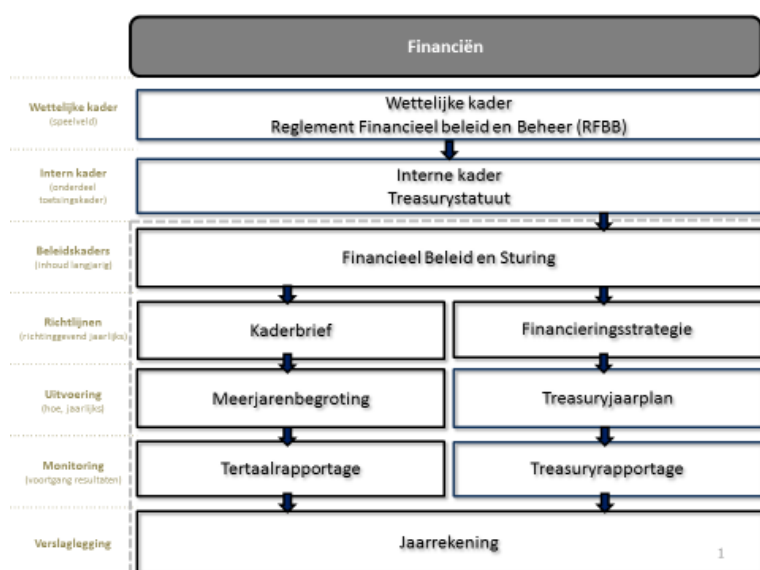 Financiën
Wettelijke kader
(speelveld)
Wettelijke kader
Reglement Financieel beleid en Beheer (RFBB)
Intern kader
(onderdeel
toetsingskader)
Interne kader
Treasurystatuut
Beleidskaders
(inhoud langjarig)
Financieel Beleid en Sturing
Richtlijnen
(richtinggevend jaarlijks)
Kaderbrief
Financieringsstrategie
Uitvoering
(hoe, jaarlijks)
Meerjarenbegroting
Treasuryjaarplan
Monitoring
(voortgang resultaten)
Tertaalrapportage
Treasuryrapportage
Verslaglegging
Jaarrekening
1